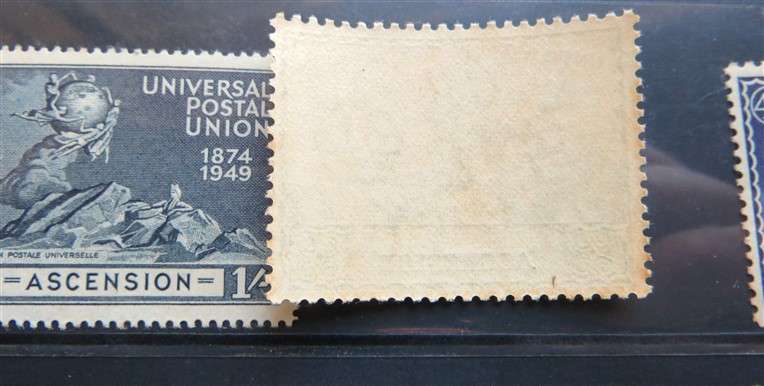 UNIVERSAL
POSTAL
UNION
1874
1949
POSTALE UNIVERSELLE
ASCENSION
1/-